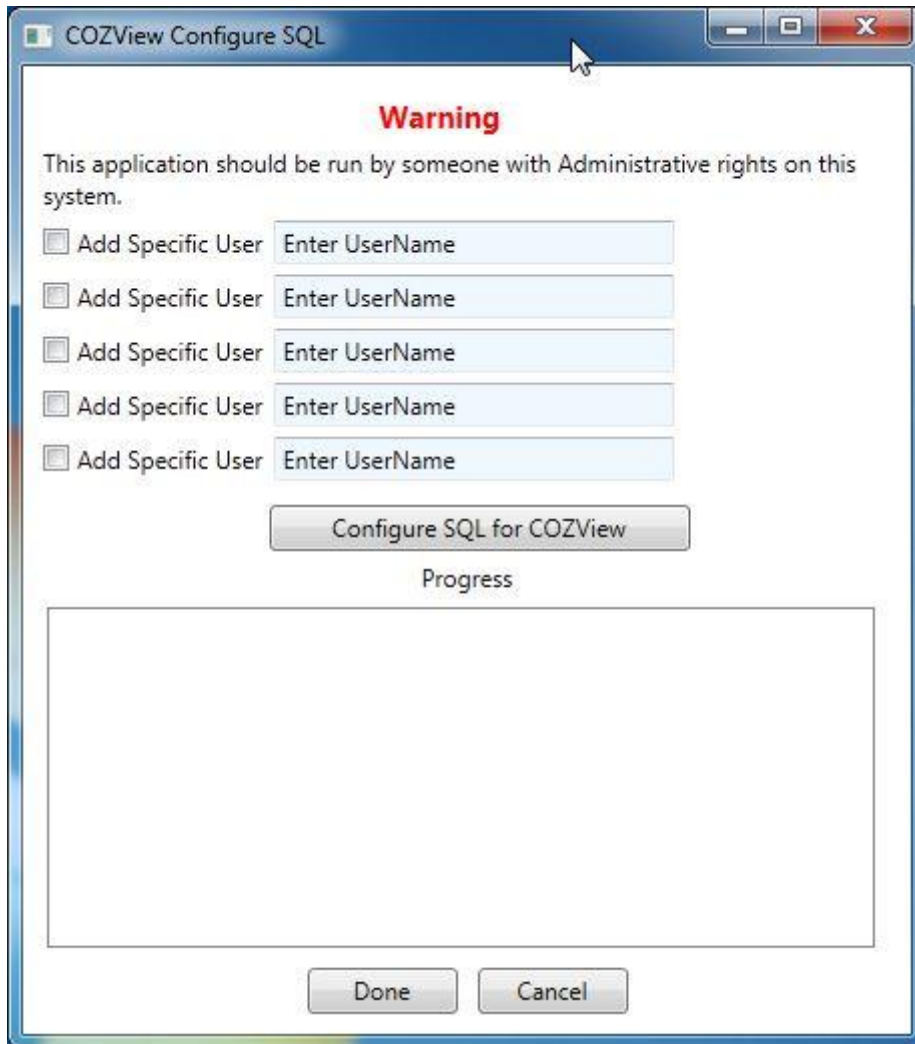 COZView Configure SQL
Warning
This application should be run by someone with Administrative rights on this
system.
Add Specific User Enter UserName
Add Specific User Enter UserName
Add Specific User Enter UserName
Add Specific User Enter UserName
Add Specific User Enter UserName
Configure SQL for COZView
Progress
Done Cancel